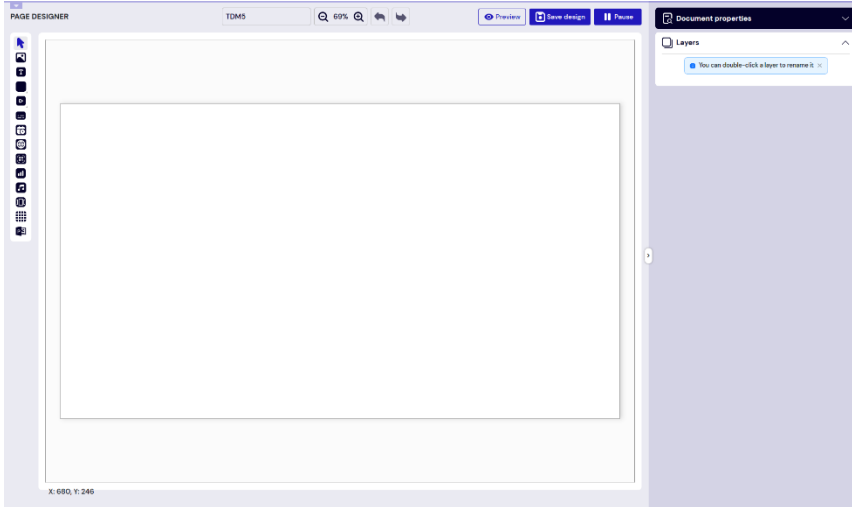 PAGE DESIGNER
TDM5
69%
Preview
Save design
Pause
Document properties
Layers
You can double-click a layer to rename it
X: 680, Y: 246